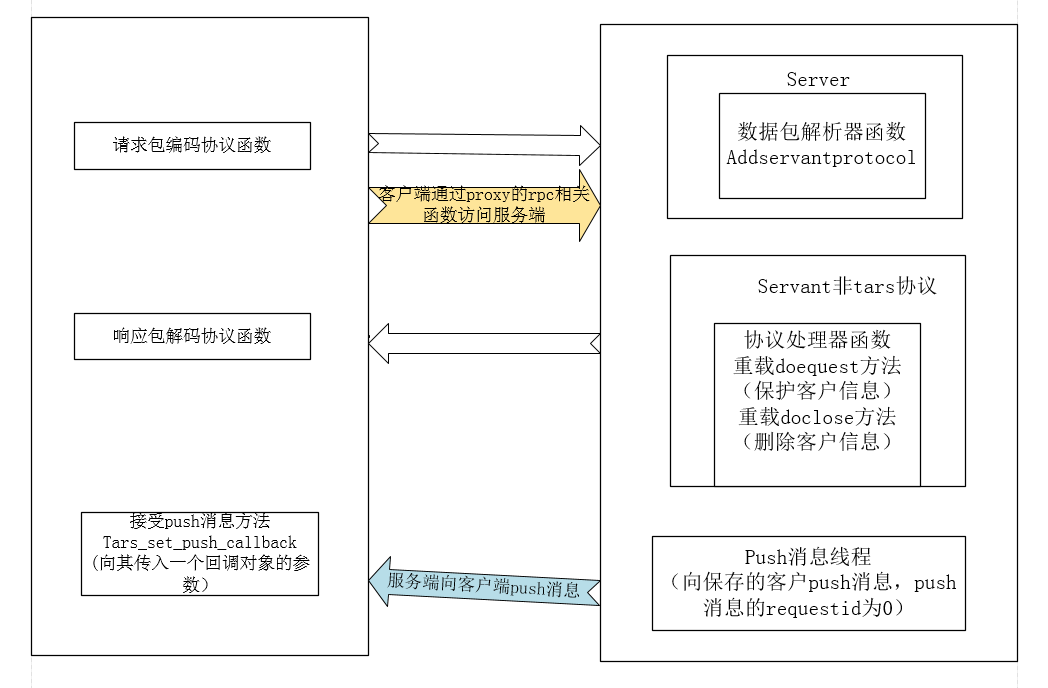 请求包编码协议函数
客户端通过proxy的rpc相关
函数访问服务端
响应包解码协议函数
接受push消息方法
Tars_set_push_callback
(向其传入一个回调对象的参
数)
服务端向客户端push消息
Server
数据包解析器函数
Addservantprotocol
Servant非tars协议
协议处理器函数
重载doequest方法
（保护客户信息）
重载doclose方法
（删除客户信息）
Push消息线程
（向保存的客户push消息，push
消息的requestid为0）